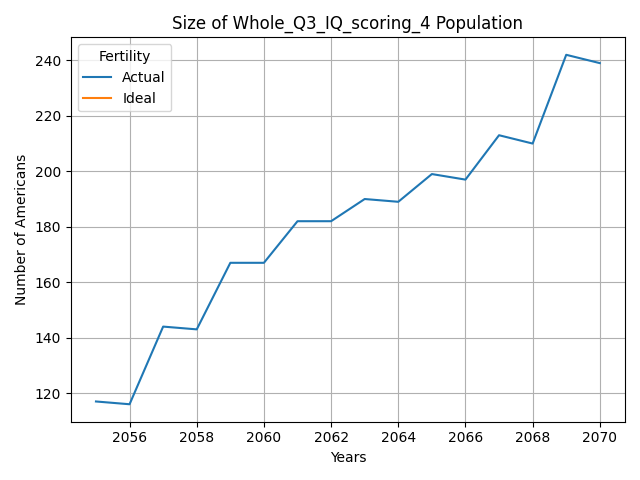 Size of Whole_Q3_IQ_scoring_4 Population
Fertility
Actual
Ideal
Number of Americans
240
220
200
180
160
140
120
2056 2058 2060 2062 2064 2066 2068 2070
Years